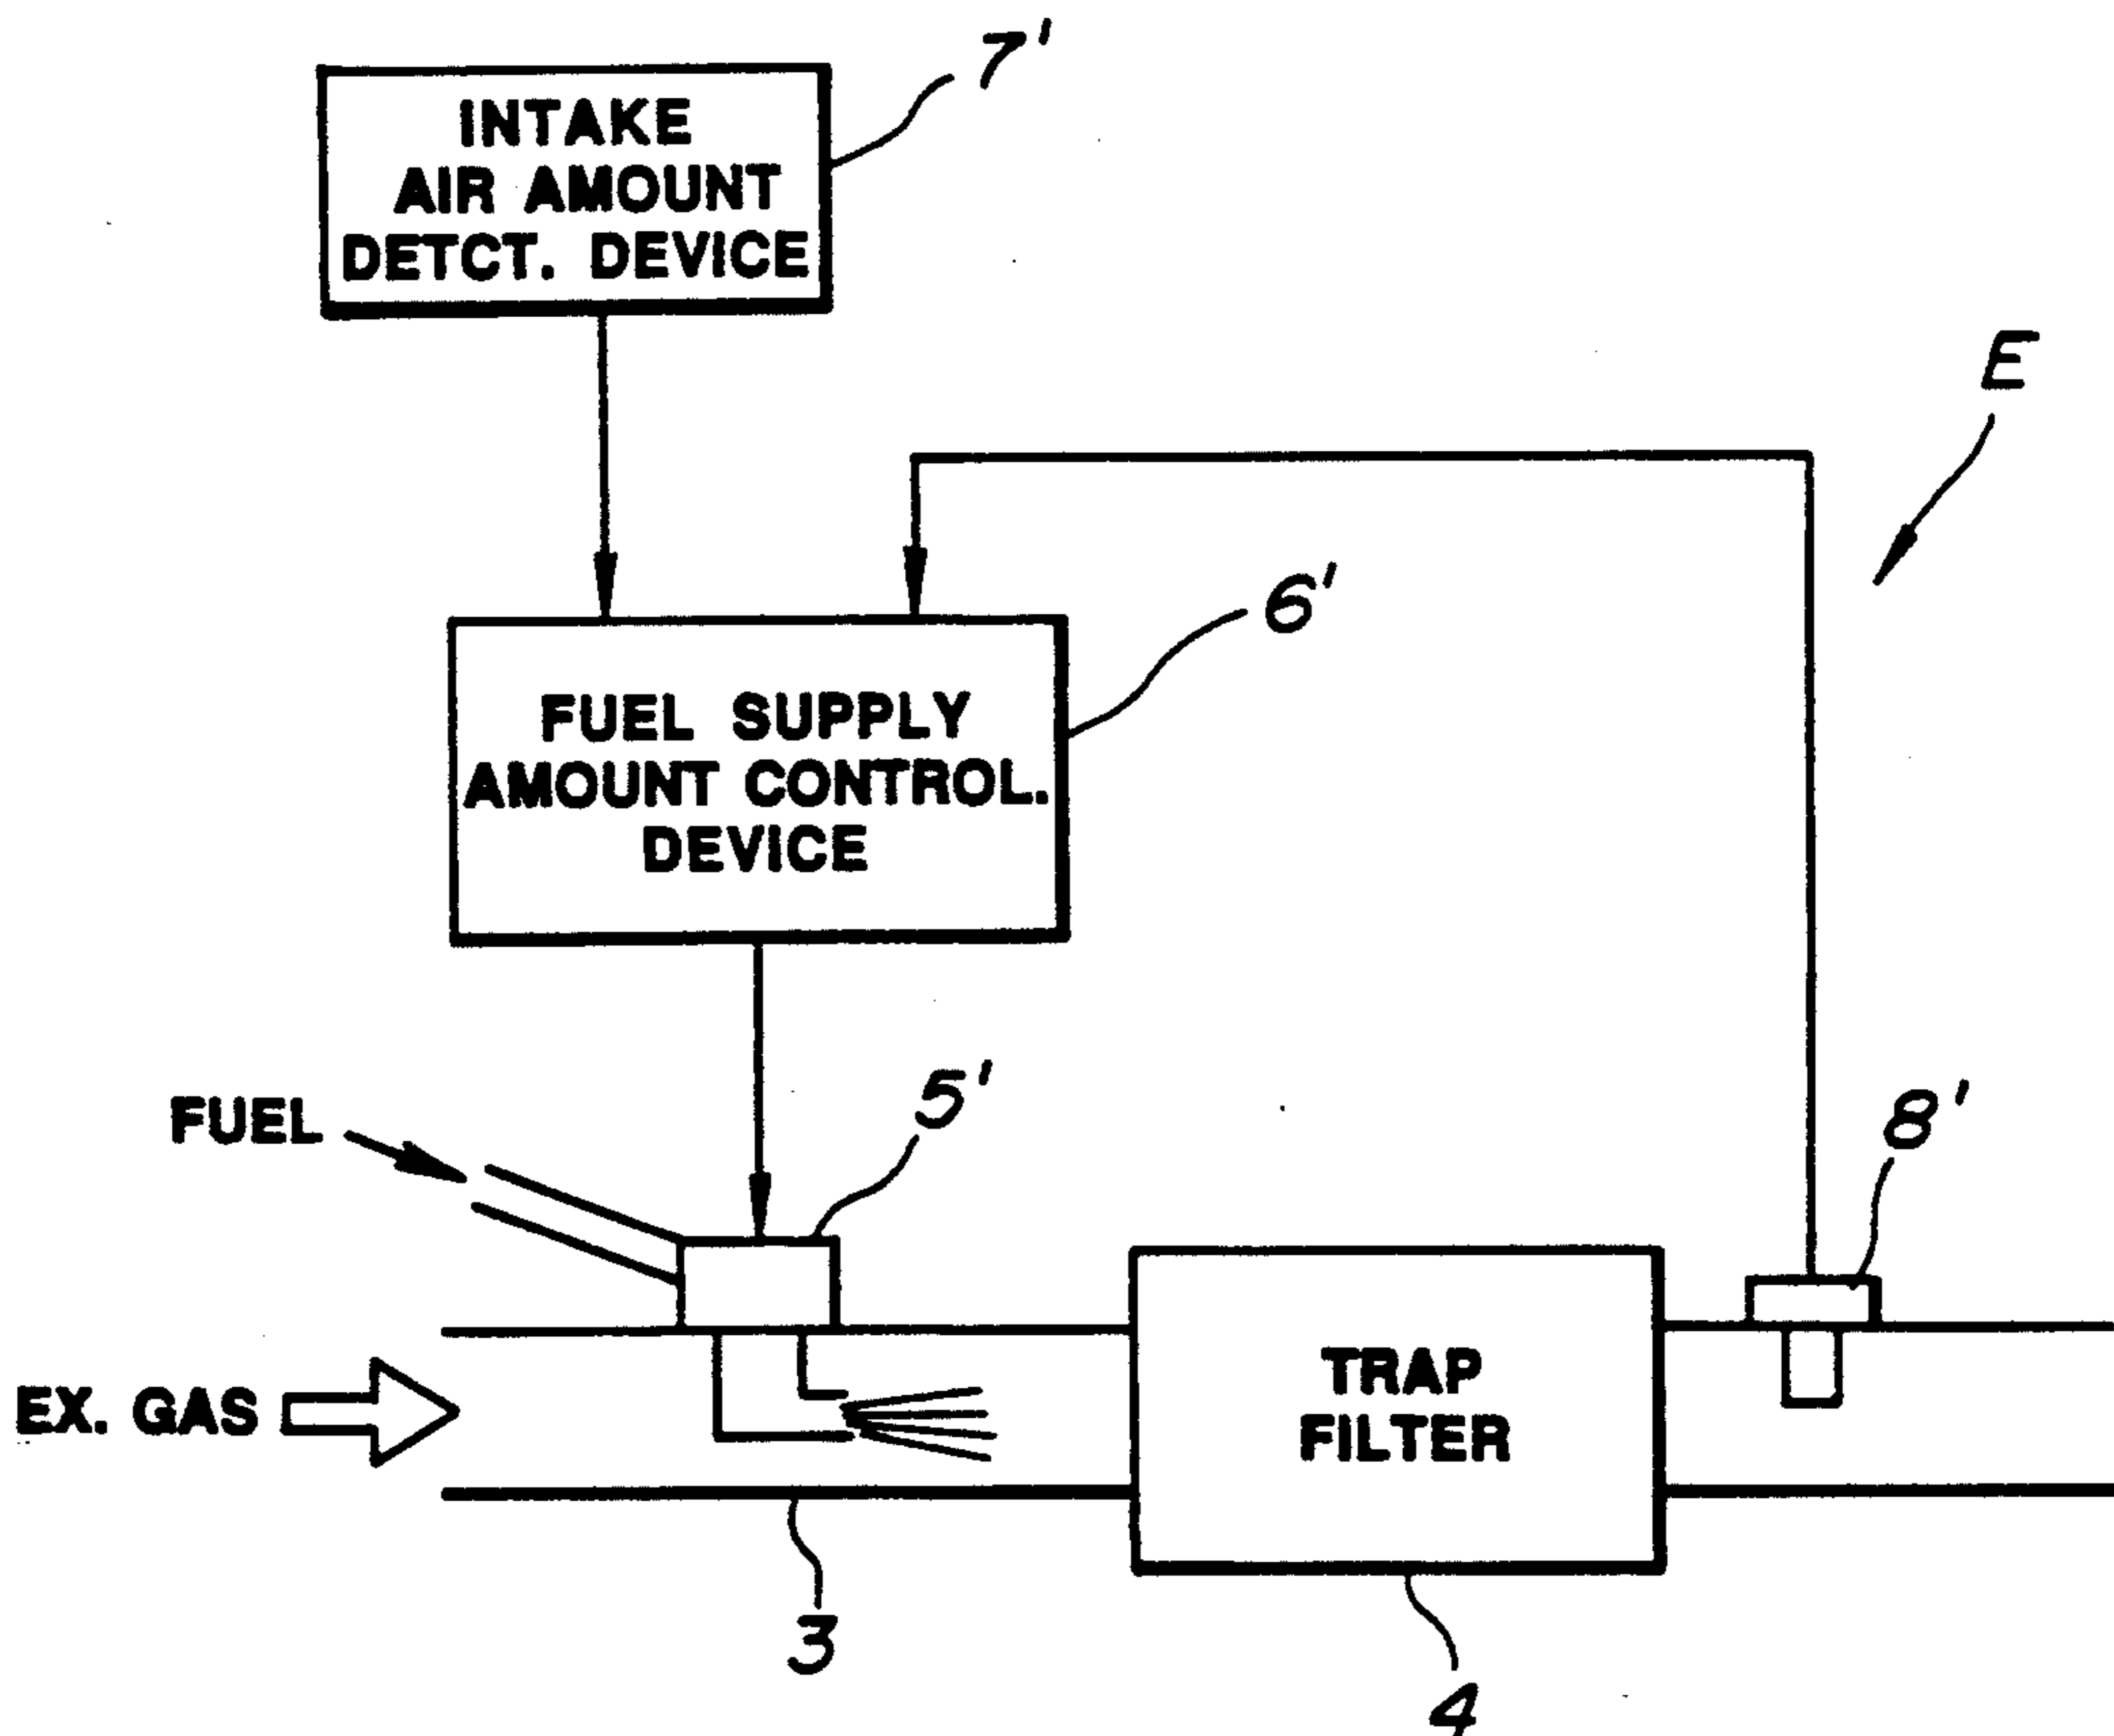 7'
INTAKE
AIR AMOUNT
DETCT. DEVICE
E
6'
FUEL SUPPLY
AMOUNT CONTROL.
DEVICE
5'
FUEL
8'
EX. GAS
TRAP
FILTER
3
4